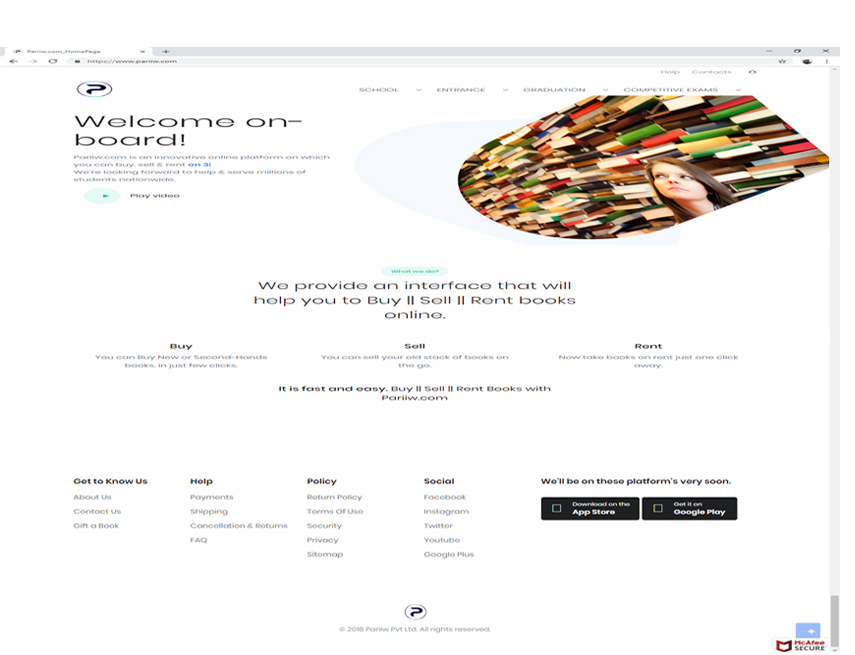 Pariiw.com_HomePage
https://www.pariiw.com
Help Contacts
SCHOOL ENTRANCE GRADUATION COMPETITIVE EXAMS
Welcome on-
board!
Pariiw.com is an innovative online platform on which
you can buy, sell & rent on 3|
We're looking forward to help & serve millions of
students nationwide.
Play video
What we do?
We provide an interface that will
help you to Buy || Sell || Rent books
online.
Buy
You can Buy New or Second-Hands
books, in just few clicks.
Sell
You can sell your old stack of books on
the go.
Rent
Now take books on rent just one click
away.
It is fast and easy. Buy || Sell || Rent Books with
Pariiw.com
Get to Know Us
About Us
Contact Us
Gift a Book
Help
Payments
Shipping
Cancellation & Returns
FAQ
Policy
Return Policy
Terms Of Use
Security
Privacy
Sitemap
Social
Facebook
Instagram
Twitter
Youtube
Google Plus
We'll be on these platform's very soon.
Download on the
App Store
Get it on
Google Play
© 2018 Pariiw Pvt Ltd. All rights reserved.
McAfee
SECURE